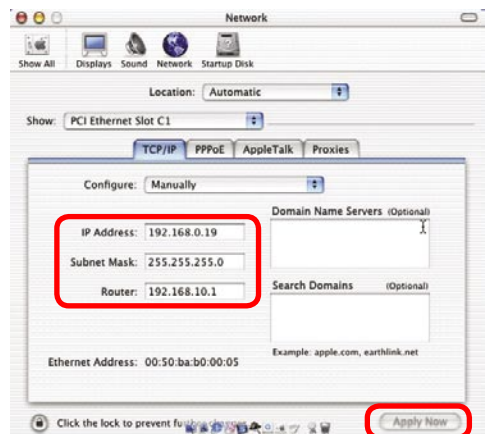 Network
Show All Displays Sound Network Startup Disk
Location: Automatic
Show: PCI Ethernet Slot C1
TCP/IP PPPoE AppleTalk Proxies
Configure: Manually
Domain Name Servers (Optional)
IP Address: 192.168.0.19
Subnet Mask: 255.255.255.0
Router: 192.168.10.1
Search Domains (Optional)
Example: apple.com, earthlink.net
Ethernet Address: 00:50:ba:b0:00:05
Click the lock to prevent
Apply Now